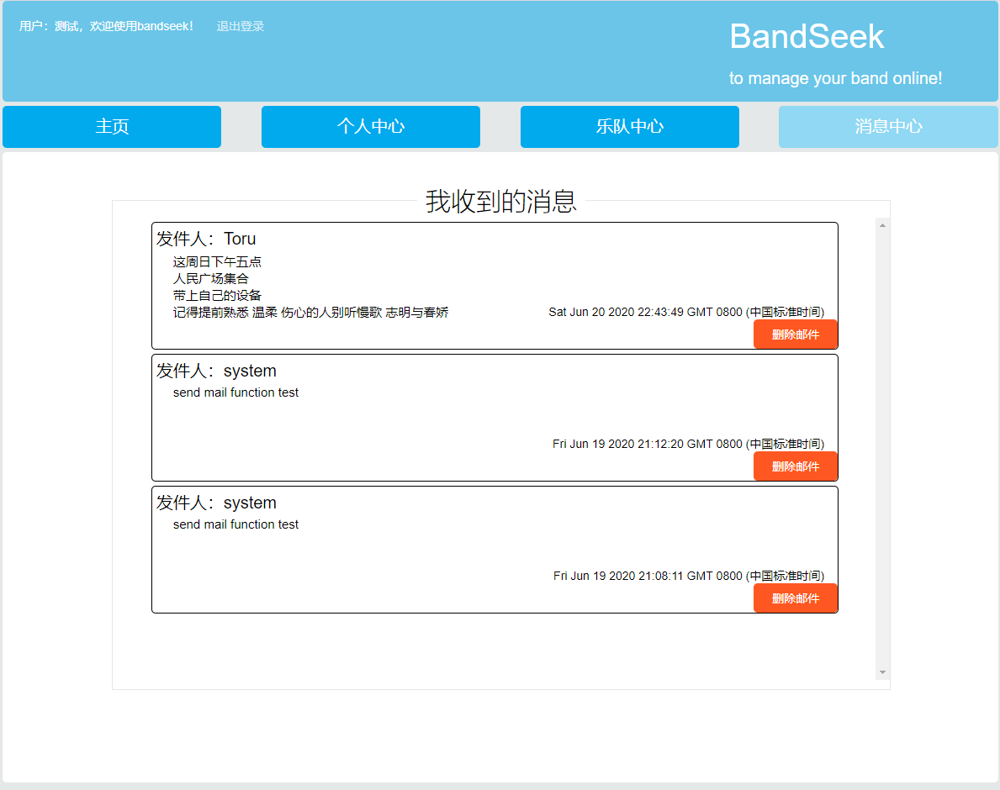 用户：测试，欢迎使用bandseek！ 退出登录
BandSeek
to manage your band online!
主页 个人中心 乐队中心 消息中心
我收到的消息
发件人：Toru
这周日下午五点
人民广场集合
带上自己的设备
记得提前熟悉 温柔 伤心的人别听慢歌 志明与春娇
Sat Jun 20 2020 22:43:49 GMT 0800 (中国标准时间)
删除邮件
发件人：system
send mail function test
Fri Jun 19 2020 21:12:20 GMT 0800 (中国标准时间)
删除邮件
发件人：system
send mail function test
Fri Jun 19 2020 21:08:11 GMT 0800 (中国标准时间)
删除邮件